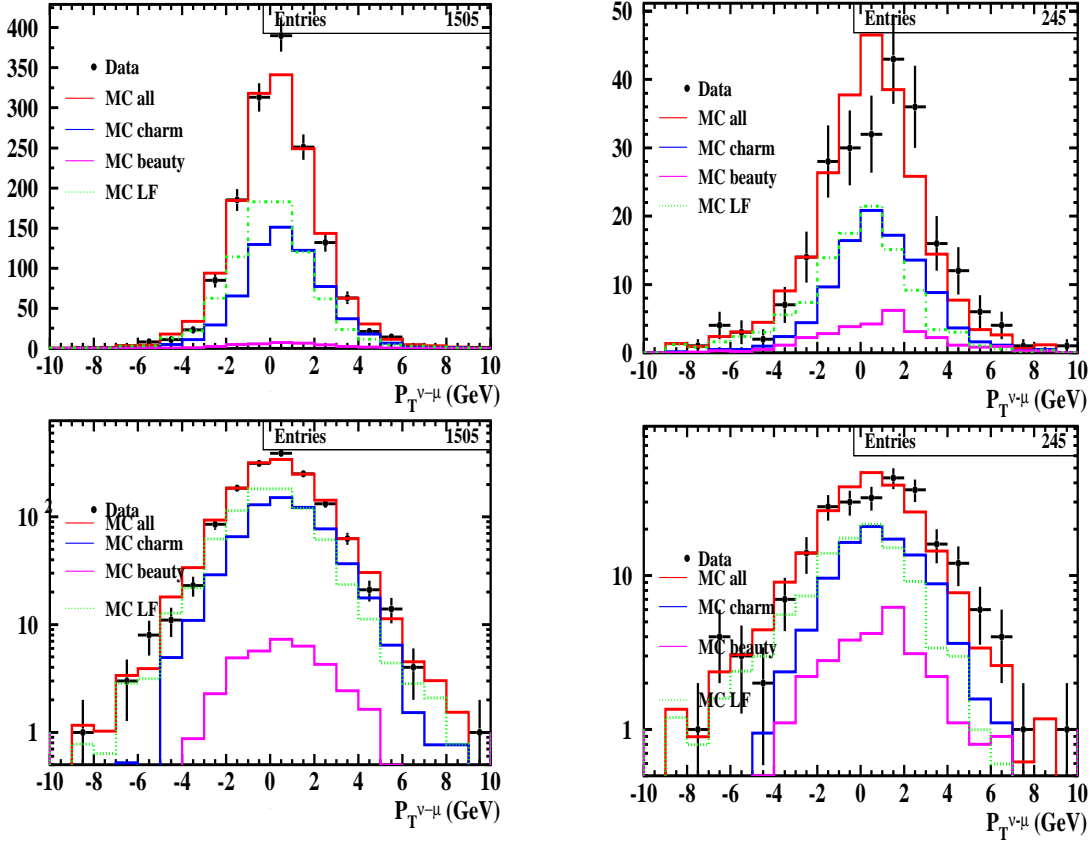 Entries 1505
400
350
300
250
200
150
100
50
0
Data
MC all
MC charm
MC beauty
MC LF
-10 -8 -6 -4 -2 0 2 4 6 8 10
P_T^ν-μ (GeV)
Entries 245
50
40
30
20
10
0
Data
MC all
MC charm
MC beauty
MC LF
-10 -8 -6 -4 -2 0 2 4 6 8 10
P_T^ν-μ (GeV)
Entries 1505
2
10
1
Data
MC all
MC charm
MC beauty
MC LF
-10 -8 -6 -4 -2 0 2 4 6 8 10
P_T^ν-μ (GeV)
Entries 245
10
1
Data
MC all
MC charm
MC beauty
MC LF
-10 -8 -6 -4 -2 0 2 4 6 8 10
P_T^ν-μ (GeV)